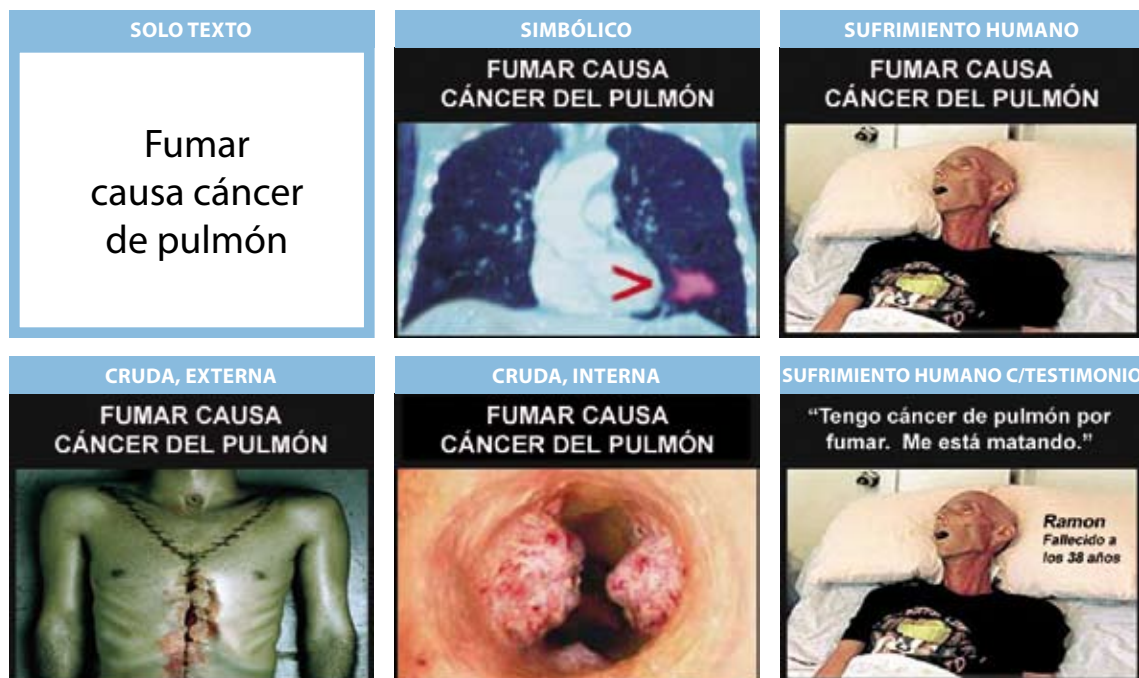 SOLO TEXTO
Fumar
causa cáncer
de pulmón
SIMBÓLICO
FUMAR CAUSA
CÁNCER DEL PULMÓN
>
SUFRIMIENTO HUMANO
FUMAR CAUSA
CÁNCER DEL PULMÓN
CRUDA, EXTERNA
FUMAR CAUSA
CÁNCER DEL PULMÓN
CRUDA, INTERNA
FUMAR CAUSA
CÁNCER DEL PULMÓN
SUFRIMIENTO HUMANO C/TESTIMONIO
“Tengo cáncer de pulmón por
fumar. Me está matando.”
Ramon
Fallecido a
los 38 años